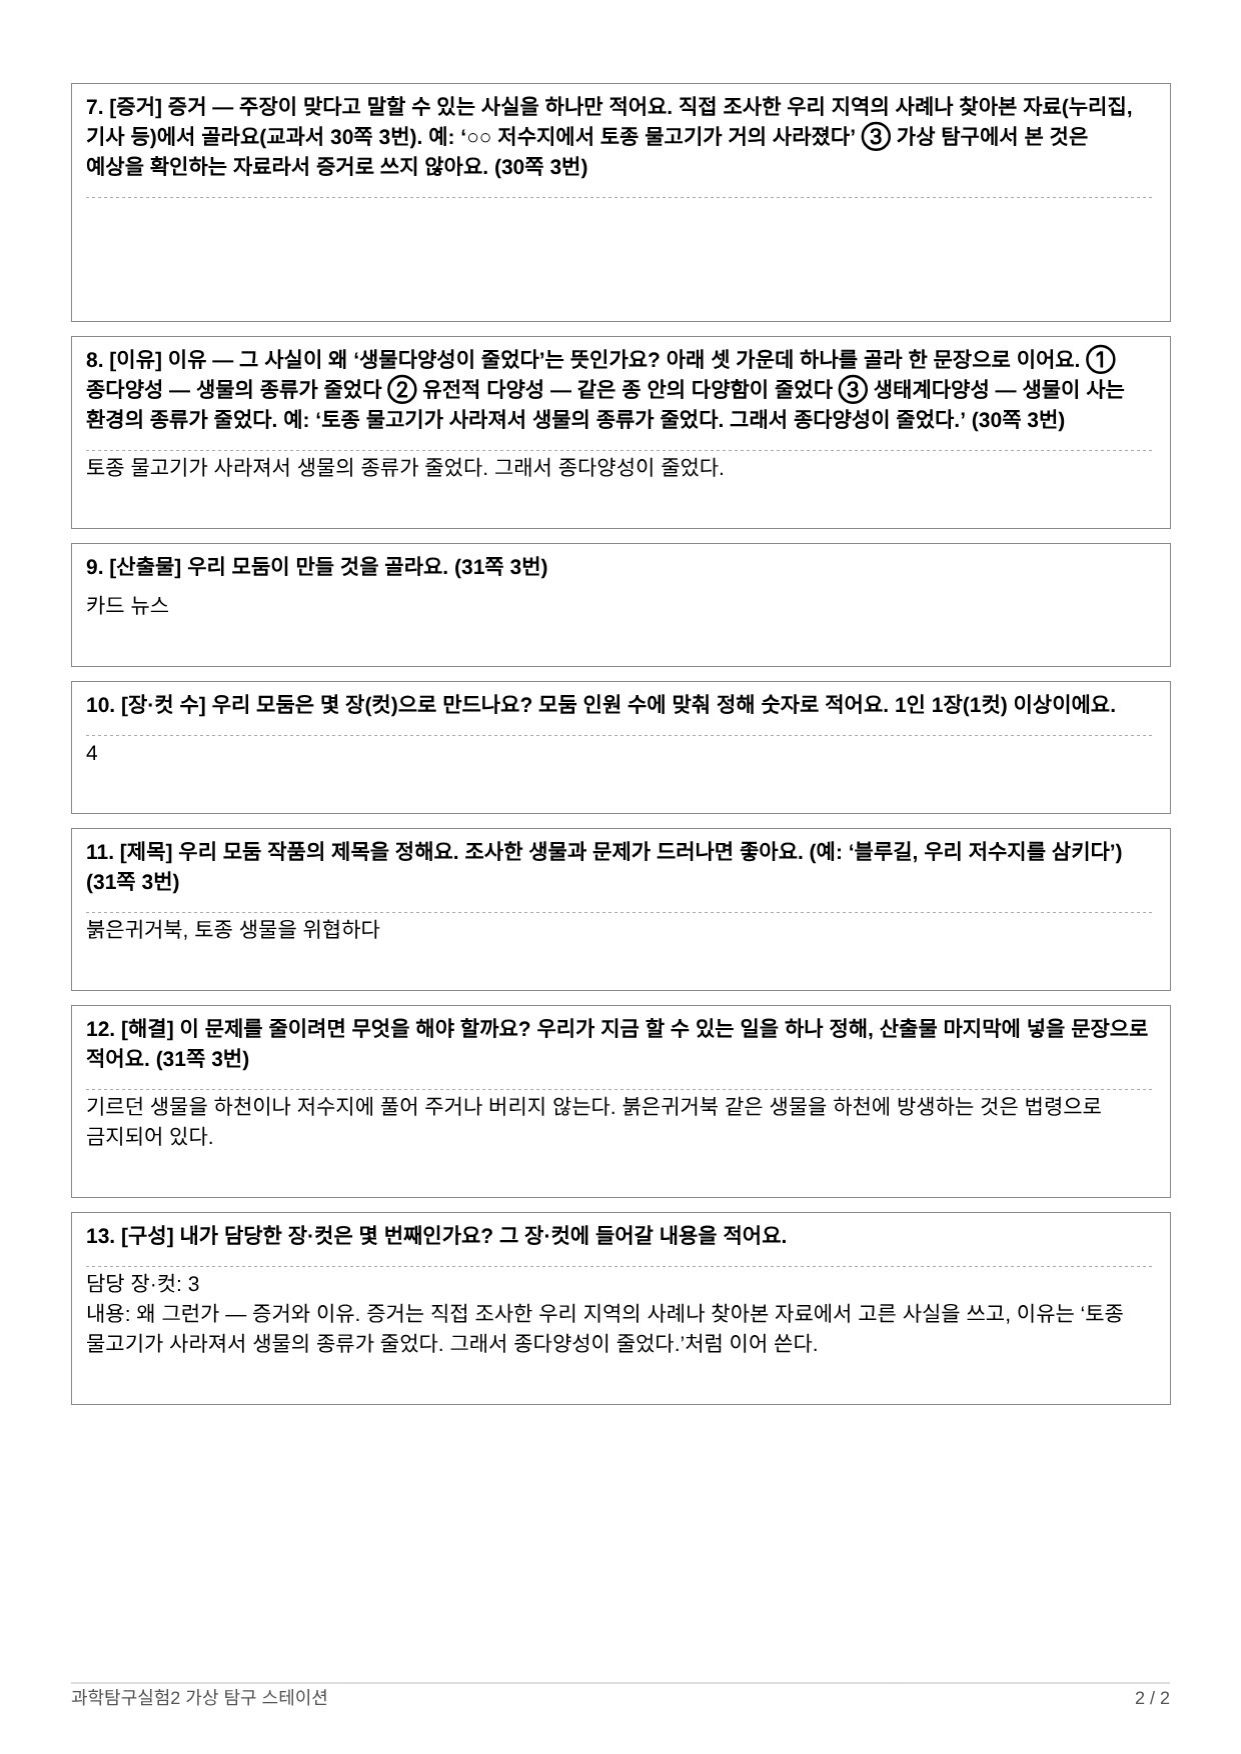 7. [증거] 증거 — 주장이 맞다고 말할 수 있는 사실을 하나만 적어요. 직접 조사한 우리 지역의 사례나 찾아본 자료(누리집,
기사 등)에서 골라요(교과서 30쪽 3번). 예: ‘○○ 저수지에서 토종 물고기가 거의 사라졌다’ ③ 가상 탐구에서 본 것은
예상을 확인하는 자료라서 증거로 쓰지 않아요. (30쪽 3번)
8. [이유] 이유 — 그 사실이 왜 ‘생물다양성이 줄었다’는 뜻인가요? 아래 셋 가운데 하나를 골라 한 문장으로 이어요. ①
종다양성 — 생물의 종류가 줄었다 ② 유전적 다양성 — 같은 종 안의 다양함이 줄었다 ③ 생태계다양성 — 생물이 사는
환경의 종류가 줄었다. 예: ‘토종 물고기가 사라져서 생물의 종류가 줄었다. 그래서 종다양성이 줄었다.’ (30쪽 3번)
토종 물고기가 사라져서 생물의 종류가 줄었다. 그래서 종다양성이 줄었다.
9. [산출물] 우리 모둠이 만들 것을 골라요. (31쪽 3번)
카드 뉴스
10. [장·컷 수] 우리 모둠은 몇 장(컷)으로 만드나요? 모둠 인원 수에 맞춰 정해 숫자로 적어요. 1인 1장(1컷) 이상이에요.
4
11. [제목] 우리 모둠 작품의 제목을 정해요. 조사한 생물과 문제가 드러나면 좋아요. (예: ‘블루길, 우리 저수지를 삼키다’)
(31쪽 3번)
붉은귀거북, 토종 생물을 위협하다
12. [해결] 이 문제를 줄이려면 무엇을 해야 할까요? 우리가 지금 할 수 있는 일을 하나 정해, 산출물 마지막에 넣을 문장으로
적어요. (31쪽 3번)
기르던 생물을 하천이나 저수지에 풀어 주거나 버리지 않는다. 붉은귀거북 같은 생물을 하천에 방생하는 것은 법령으로
금지되어 있다.
13. [구성] 내가 담당한 장·컷은 몇 번째인가요? 그 장·컷에 들어갈 내용을 적어요.
담당 장·컷: 3
내용: 왜 그런가 — 증거와 이유. 증거는 직접 조사한 우리 지역의 사례나 찾아본 자료에서 고른 사실을 쓰고, 이유는 ‘토종
물고기가 사라져서 생물의 종류가 줄었다. 그래서 종다양성이 줄었다.’처럼 이어 쓴다.
과학탐구실험2 가상 탐구 스테이션
2 / 2